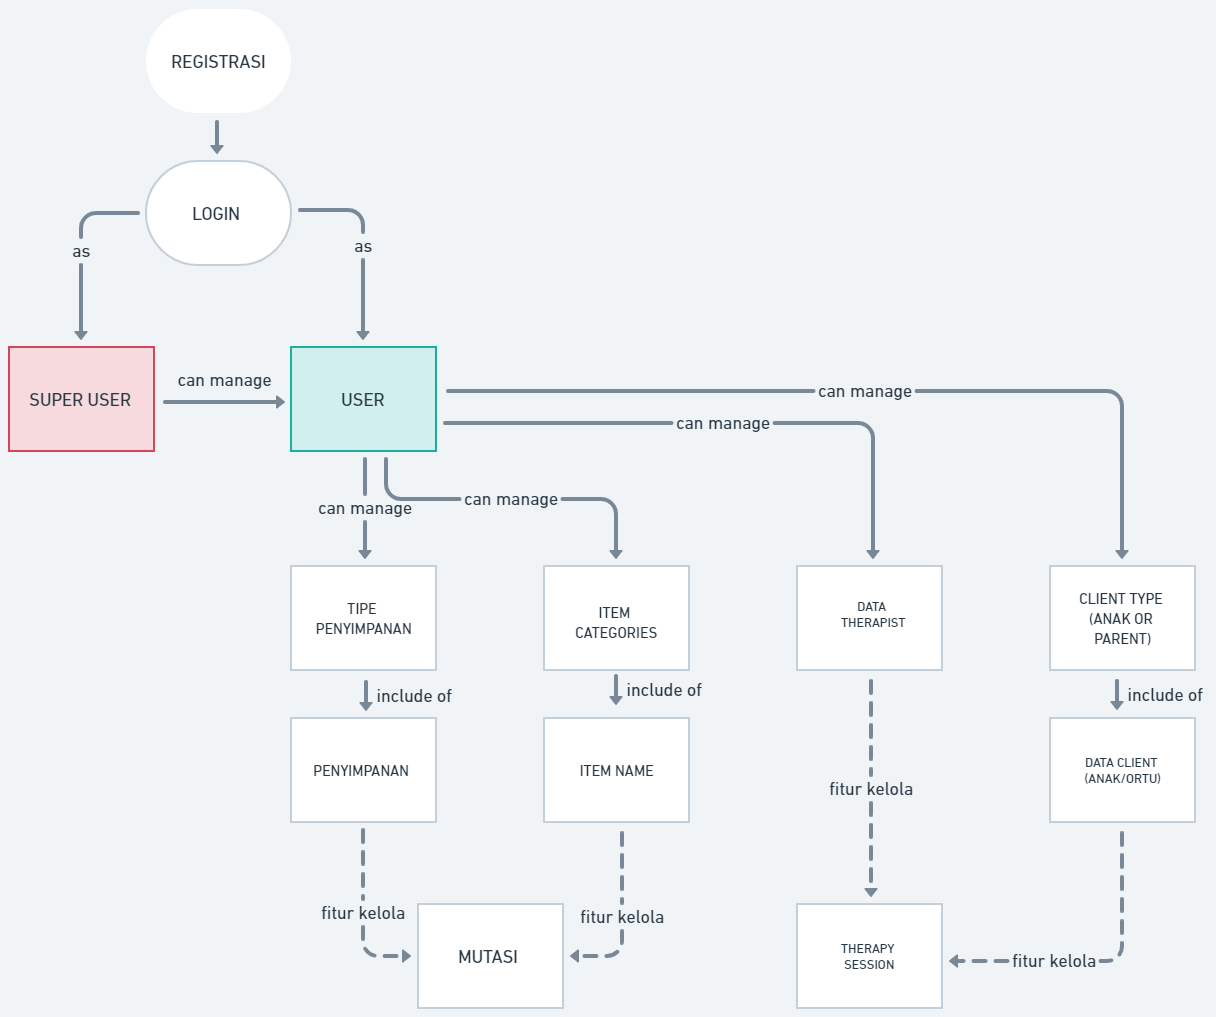 REGISTRASI
LOGIN
as
as
SUPER USER
can manage
USER
can manage
can manage
can manage
can manage
TIPE
PENYIMPANAN
ITEM
CATEGORIES
DATA
THERAPIST
CLIENT TYPE
(ANAK OR
PARENT)
include of
include of
include of
PENYIMPANAN
ITEM NAME
DATA CLIENT
(ANAK/ORTU)
fitur kelola
fitur kelola
fitur kelola
MUTASI
THERAPY
SESSION
fitur kelola